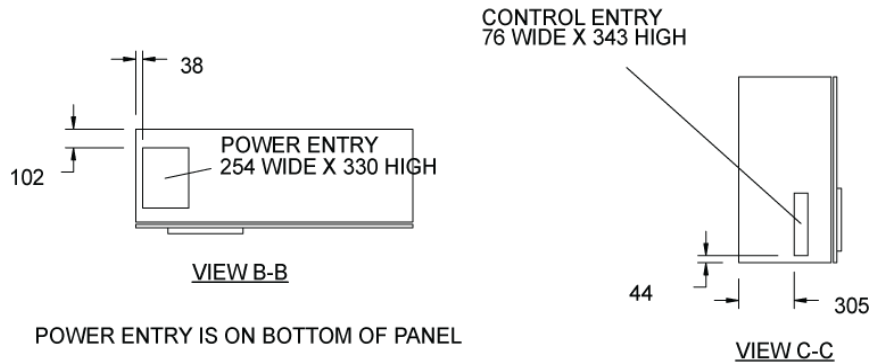 CONTROL ENTRY
76 WIDE X 343 HIGH
38
POWER ENTRY
254 WIDE X 330 HIGH
102
VIEW B-B
44
305
POWER ENTRY IS ON BOTTOM OF PANEL
VIEW C-C